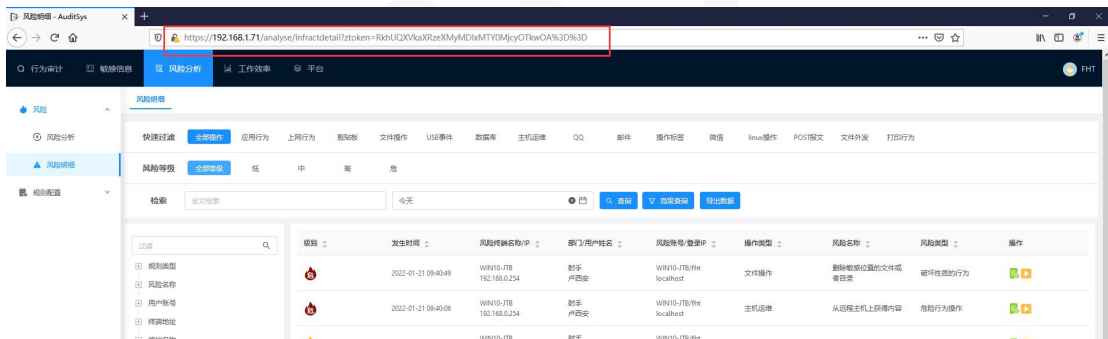 风险明细 - AuditSys
https://192.168.1.71/analyse/infractdetail?ztoken=RkhUQXVkaXRzeXMyMDIxMTY0MjcyOTkwOA%3D%3D
行为审计 敏感信息 风险分析 工作效率 平台 FHT
风险 风险明细
风险分析 快速过滤 全部操作 应用行为 上网行为 剪贴板 文件操作 USB事件 数据库 主机运维 QQ 邮件 操作标签 微信 linux操作 POST报文 文件外发 打印行为
风险明细 风险等级 全部等级 低 中 高 危
规则配置 检索 全文检索 今天 查询 高级查询 导出数据
过滤 级别 发生时间 风险终端名称/IP 部门/用户姓名 风险账号/登录IP 操作类型 风险名称 风险类型 操作
规则类型
风险名称
用户账号
终端地址
危 2022-01-21 09:40:49 WIN10-JTB 射手 WIN10-JTB/fht 文件操作 删除敏感位置的文件或 破坏性质的行为
192.168.0.254 卢西安 localhost 者目录
危 2022-01-21 09:40:06 WIN10-JTB 射手 WIN10-JTB/fht 主机运维 从远程主机上获得内容 危险行为操作
192.168.0.254 卢西安 localhost